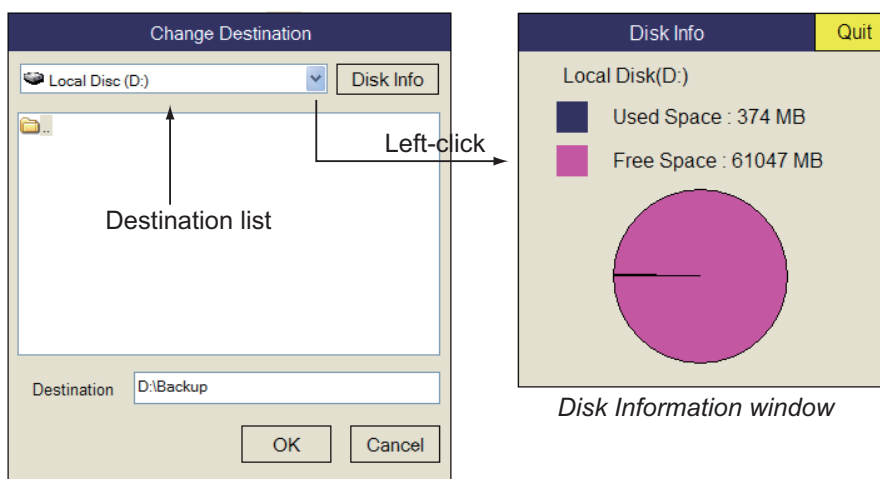 Change Destination
Local Disc (D:)
Disk Info
..
Left-click
Destination list
Destination
D:\Backup
OK
Cancel
Disk Info
Quit
Local Disk(D:)
Used Space : 374 MB
Free Space : 61047 MB
Disk Information window